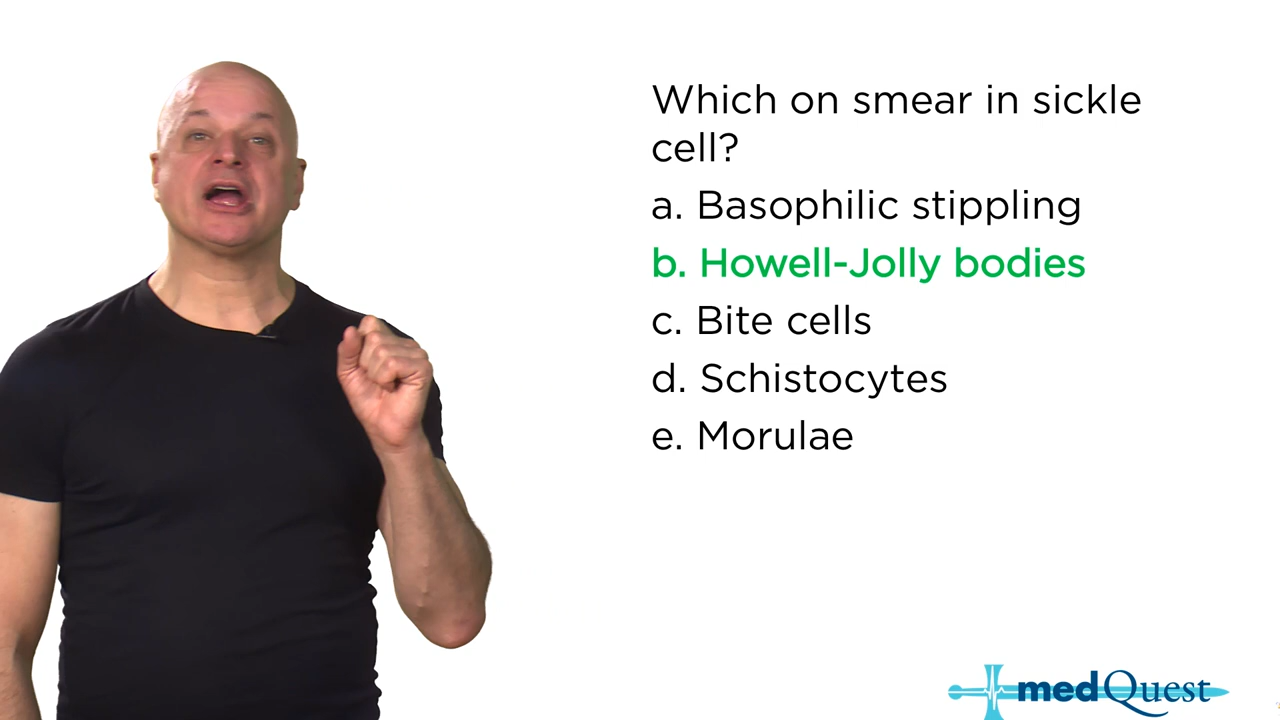 Which on smear in sickle
cell?
a. Basophilic stippling
b. Howell-Jolly bodies
c. Bite cells
d. Schistocytes
e. Morulae
medQuest